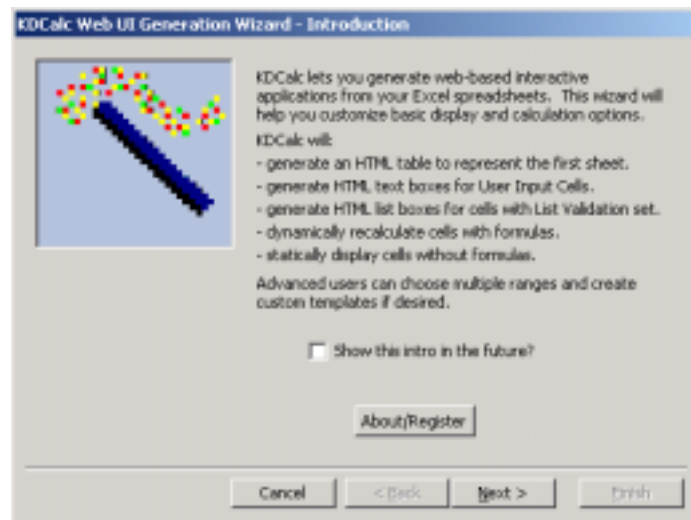 KDCalc Web UI Generation Wizard - Introduction
KDCalc lets you generate web-based interactive
applications from your Excel spreadsheets. This wizard will
help you customize basic display and calculation options.
KDCalc will:
- generate an HTML table to represent the first sheet.
- generate HTML text boxes for User Input Cells.
- generate HTML list boxes for cells with List Validation set.
- dynamically recalculate cells with formulas.
- statically display cells without formulas.
Advanced users can choose multiple ranges and create
custom templates if desired.
Show this intro in the future?
About/Register
Cancel < Back Next > Finish